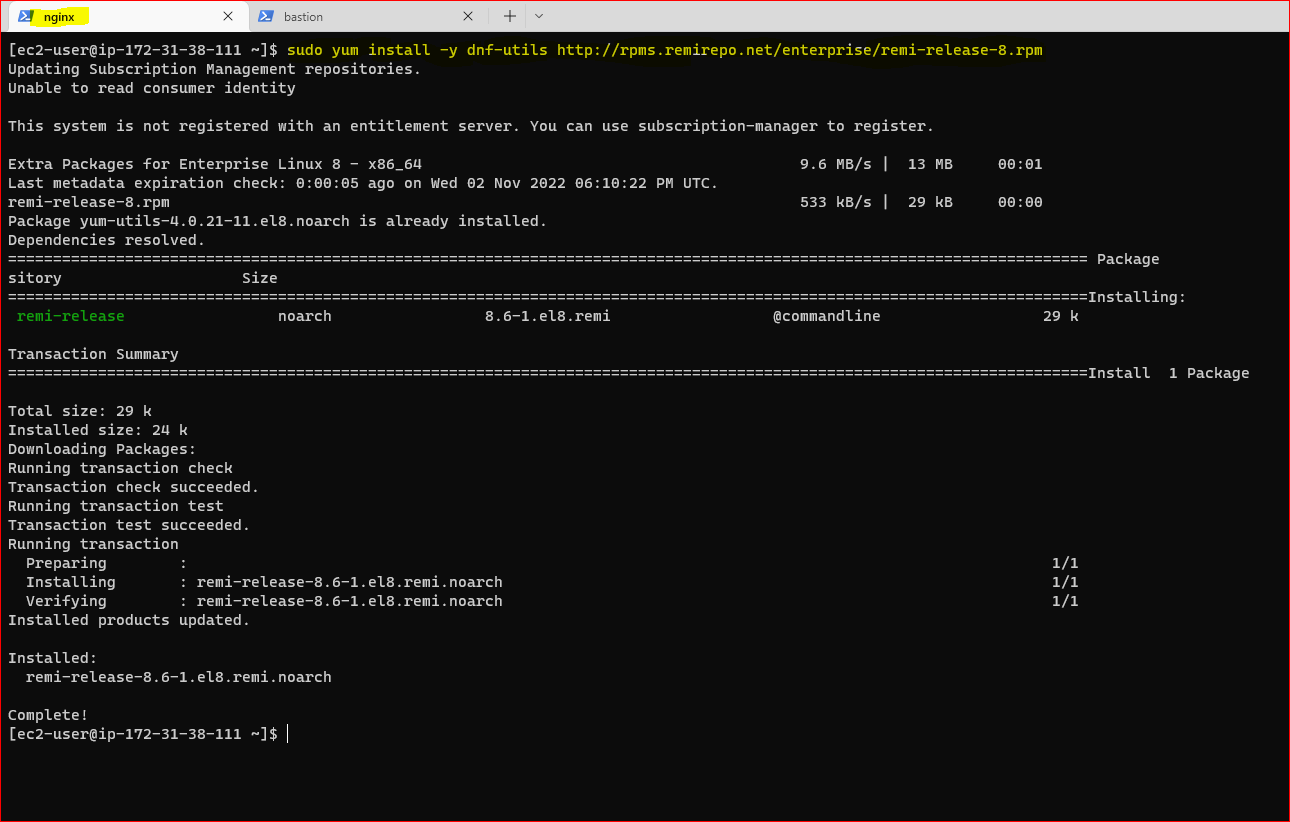 nginx
bastion
[ec2-user@ip-172-31-38-111 ~]$ sudo yum install -y dnf-utils http://rpms.remirepo.net/enterprise/remi-release-8.rpm
Updating Subscription Management repositories.
Unable to read consumer identity
This system is not registered with an entitlement server. You can use subscription-manager to register.
Extra Packages for Enterprise Linux 8 - x86_64 9.6 MB/s | 13 MB 00:01
Last metadata expiration check: 0:00:05 ago on Wed 02 Nov 2022 06:10:22 PM UTC.
remi-release-8.rpm 533 kB/s | 29 kB 00:00
Package yum-utils-4.0.21-11.el8.noarch is already installed.
Dependencies resolved.
======================================================================================================================== Package
sitory Size
========================================================================================================================Installing:
remi-release noarch 8.6-1.el8.remi @commandline 29 k
Transaction Summary
========================================================================================================================Install 1 Package
Total size: 29 k
Installed size: 24 k
Downloading Packages:
Running transaction check
Transaction check succeeded.
Running transaction test
Transaction test succeeded.
Running transaction
Preparing : 1/1
Installing : remi-release-8.6-1.el8.remi.noarch 1/1
Verifying : remi-release-8.6-1.el8.remi.noarch 1/1
Installed products updated.
Installed:
remi-release-8.6-1.el8.remi.noarch
Complete!
[ec2-user@ip-172-31-38-111 ~]$